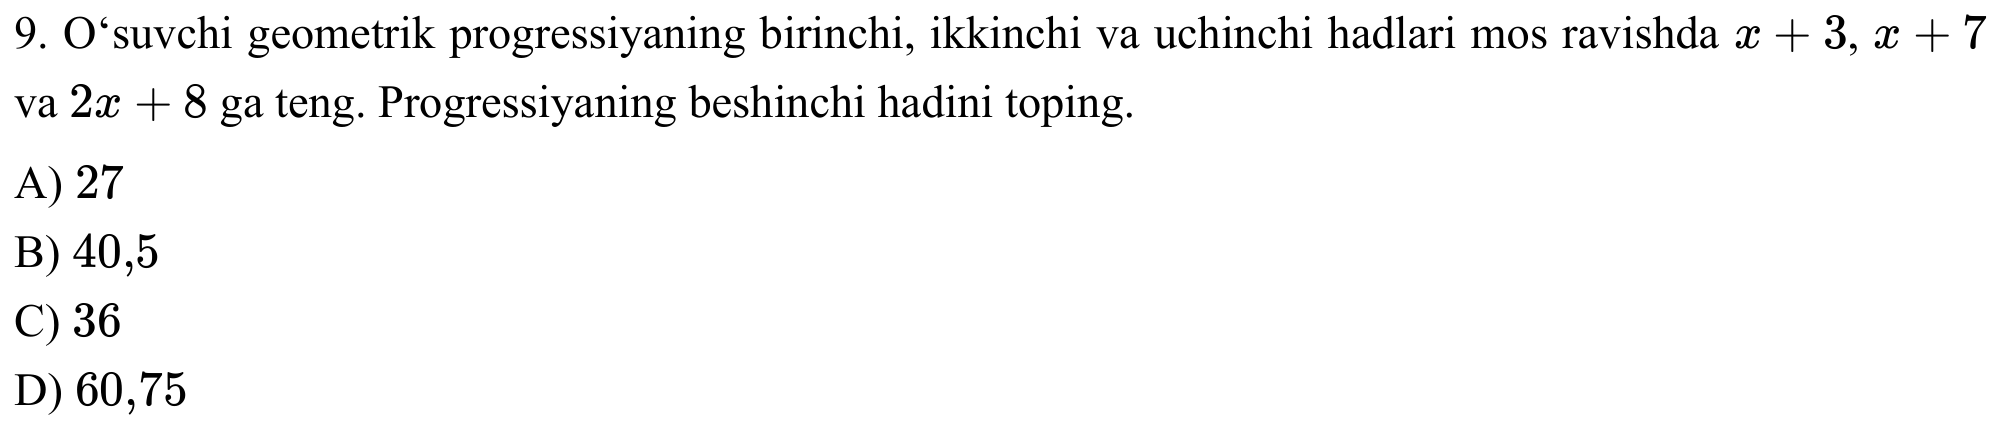 9. O‘suvchi geometrik progressiyaning birinchi, ikkinchi va uchinchi hadlari mos ravishda x + 3, x + 7
va 2x + 8 ga teng. Progressiyaning beshinchi hadini toping.
A) 27
B) 40,5
C) 36
D) 60,75